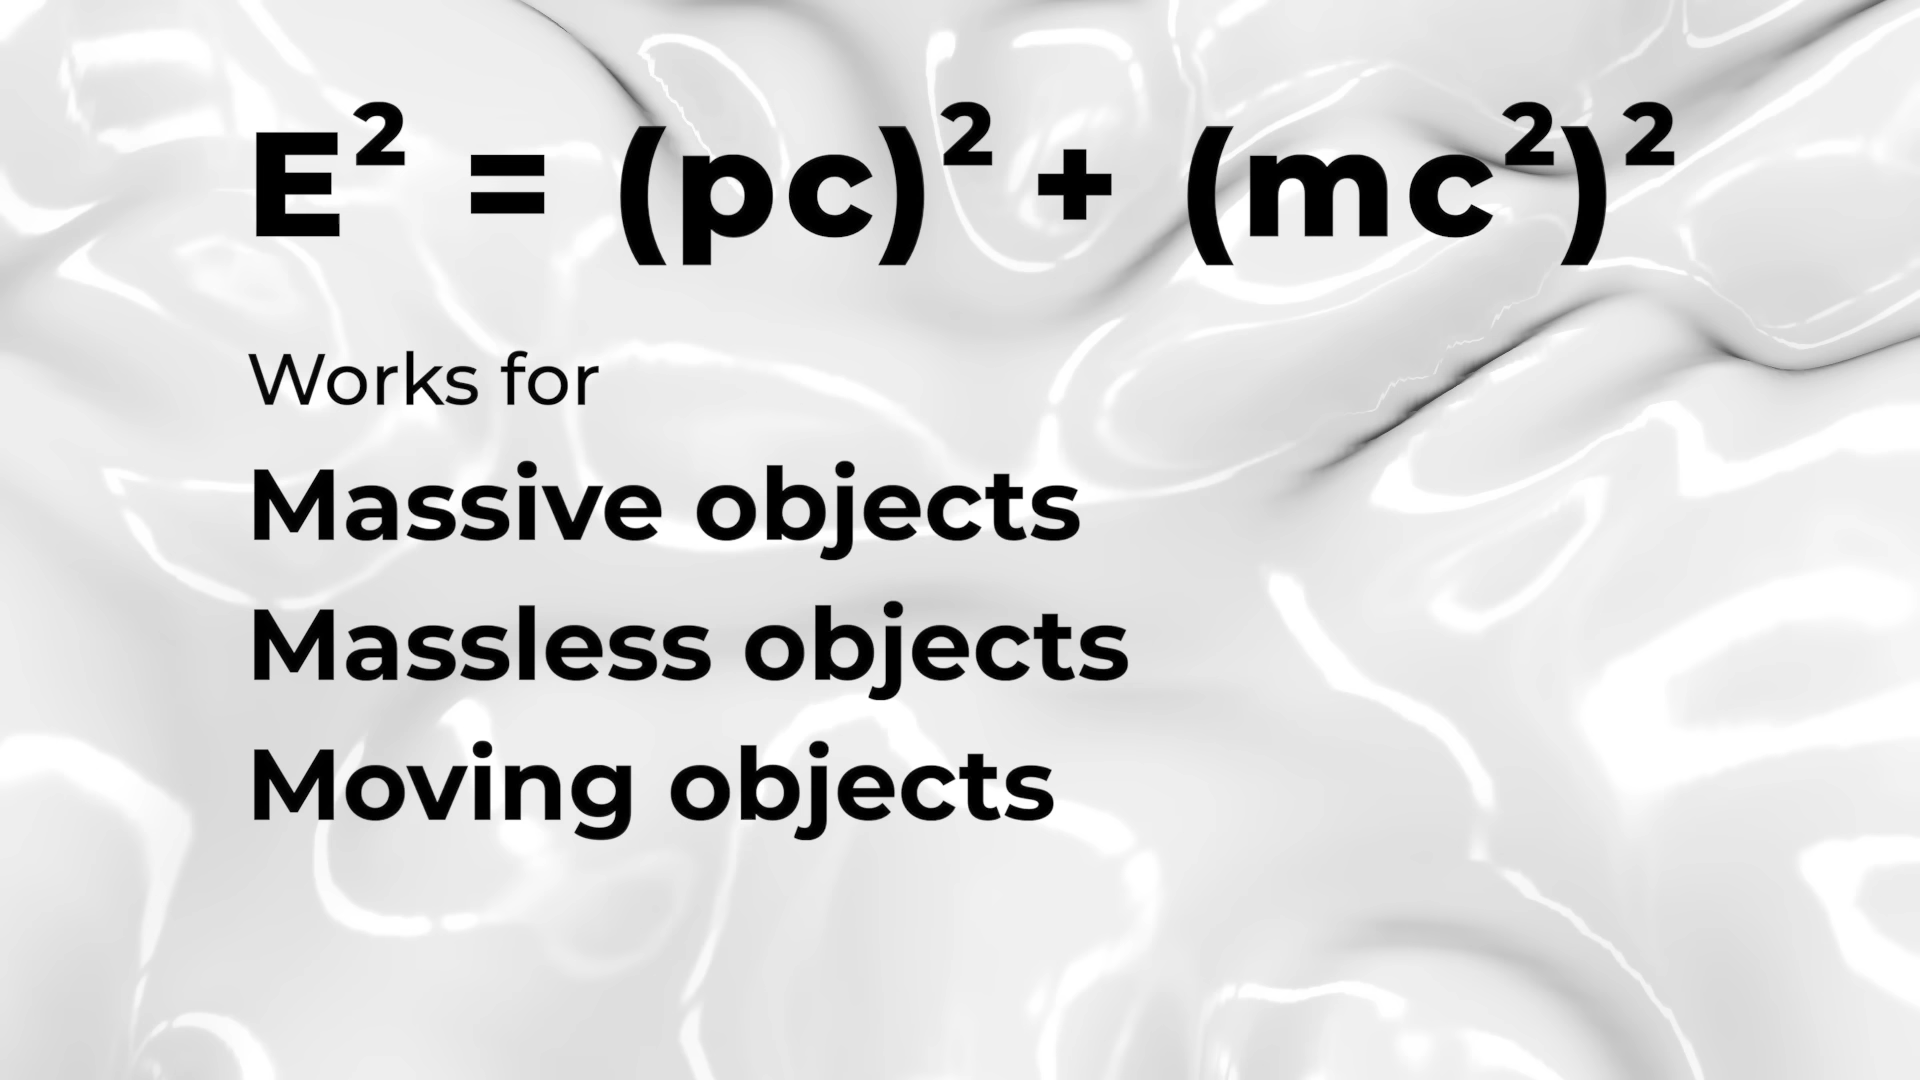 E² = (pc)² + (mc²)²
Works for
Massive objects
Massless objects
Moving objects